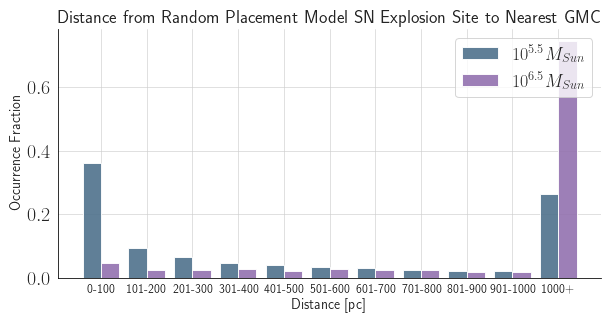 Distance from Random Placement Model SN Explosion Site to Nearest GMC
10^5.5 M_Sun
10^6.5 M_Sun
Occurrence Fraction
0.6
0.4
0.2
0.0
0-100 101-200 201-300 301-400 401-500 501-600 601-700 701-800 801-900 901-1000 1000+
Distance [pc]